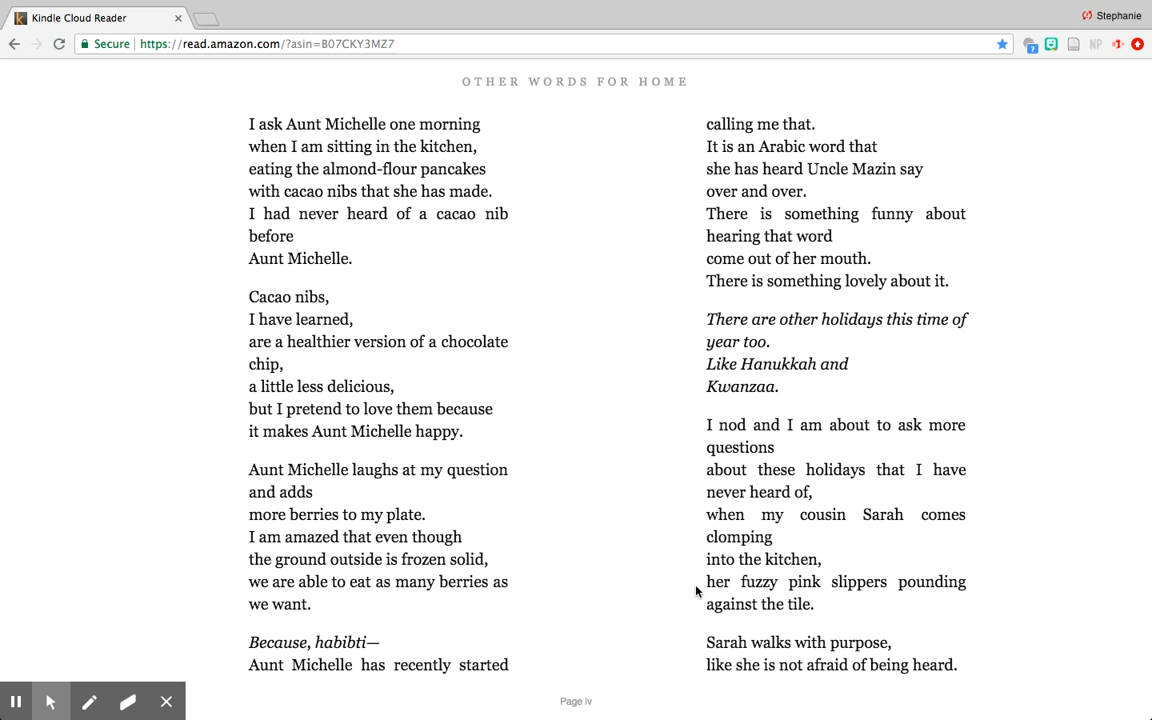 Kindle Cloud Reader
Stephanie
Secure https://read.amazon.com/?asin=B07CKY3MZ7
NP
OTHER WORDS FOR HOME
I ask Aunt Michelle one morning
when I am sitting in the kitchen,
eating the almond-flour pancakes
with cacao nibs that she has made.
I had never heard of a cacao nib
before
Aunt Michelle.
Cacao nibs,
I have learned,
are a healthier version of a chocolate
chip,
a little less delicious,
but I pretend to love them because
it makes Aunt Michelle happy.
Aunt Michelle laughs at my question
and adds
more berries to my plate.
I am amazed that even though
the ground outside is frozen solid,
we are able to eat as many berries as
we want.
Because, habibti—
Aunt Michelle has recently started
calling me that.
It is an Arabic word that
she has heard Uncle Mazin say
over and over.
There is something funny about
hearing that word
come out of her mouth.
There is something lovely about it.
There are other holidays this time of
year too.
Like Hanukkah and
Kwanzaa.
I nod and I am about to ask more
questions
about these holidays that I have
never heard of,
when my cousin Sarah comes
clomping
into the kitchen,
her fuzzy pink slippers pounding
against the tile.
Sarah walks with purpose,
like she is not afraid of being heard.
Page iv